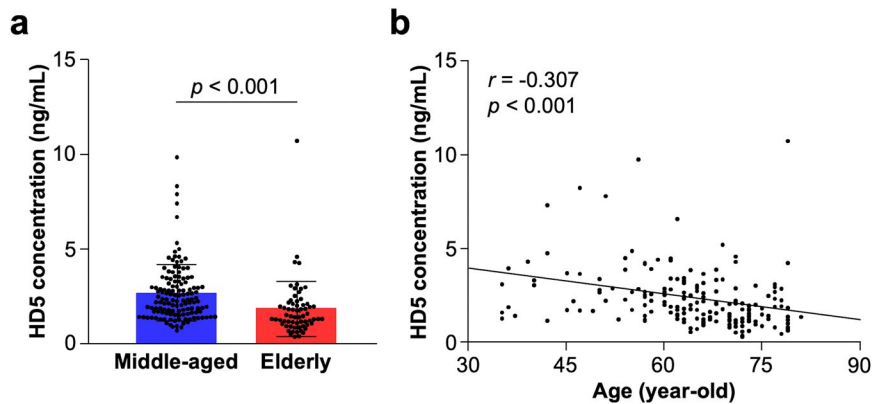 a
HD5 concentration (ng/mL)
15
10
5
0
p < 0.001
Middle-aged
Elderly
b
HD5 concentration (ng/mL)
15
10
5
0
r = -0.307
p < 0.001
30
45
60
75
90
Age (year-old)